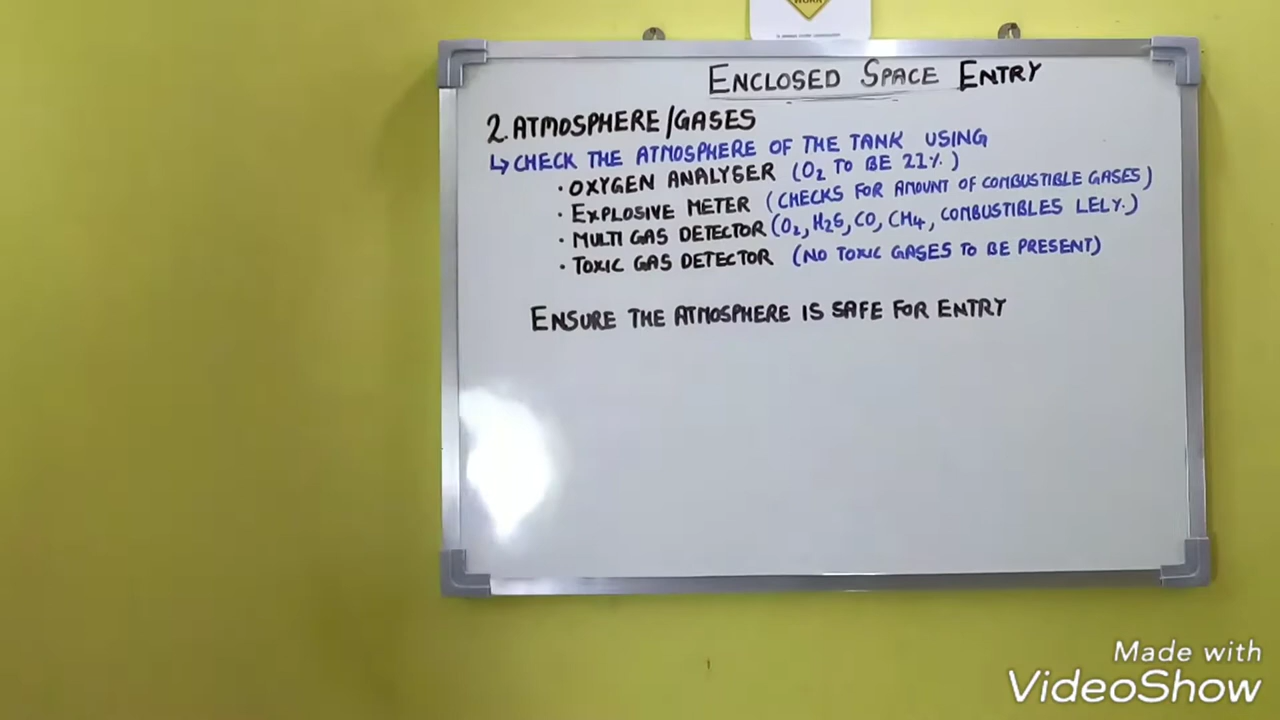 WORK
ENCLOSED SPACE ENTRY
2. ATMOSPHERE/GASES
↳ CHECK THE ATMOSPHERE OF THE TANK USING
• OXYGEN ANALYSER (O₂ TO BE 21%)
• EXPLOSIVE METER (CHECKS FOR AMOUNT OF COMBUSTIBLE GASES)
• MULTI GAS DETECTOR (O₂, H₂S, CO, CH₄, COMBUSTIBLES LEL%)
• TOXIC GAS DETECTOR (NO TOXIC GASES TO BE PRESENT)
ENSURE THE ATMOSPHERE IS SAFE FOR ENTRY
Made with
VideoShow